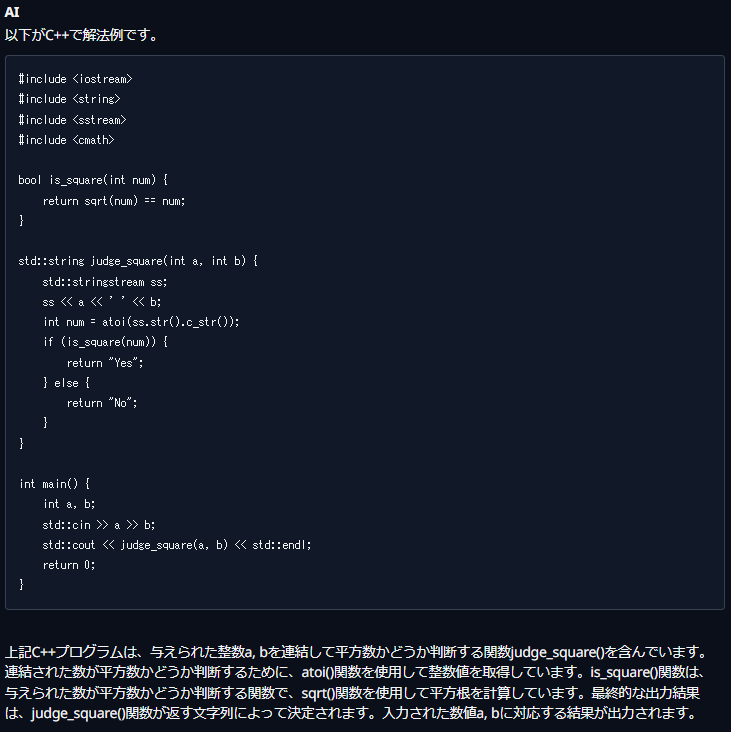 AI
以下がC++で解法例です。
#include <iostream>
#include <string>
#include <sstream>
#include <cmath>
bool is_square(int num) {
    return sqrt(num) == num;
}
std::string judge_square(int a, int b) {
    std::stringstream ss;
    ss << a << ' ' << b;
    int num = atoi(ss.str().c_str());
    if (is_square(num)) {
        return "Yes";
    } else {
        return "No";
    }
}
int main() {
    int a, b;
    std::cin >> a >> b;
    std::cout << judge_square(a, b) << std::endl;
    return 0;
}
上記C++プログラムは、与えられた整数a, bを連結して平方数かどうか判断する関数judge_square()を含んでいます。
連結された数が平方数かどうか判断するために、atoi()関数を使用して整数値を取得しています。is_square()関数は、
与えられた数が平方数かどうか判断する関数で、sqrt()関数を使用して平方根を計算しています。最終的な出力結果
は、judge_square()関数が返す文字列によって決定されます。入力された数値a, bに対応する結果が出力されます。